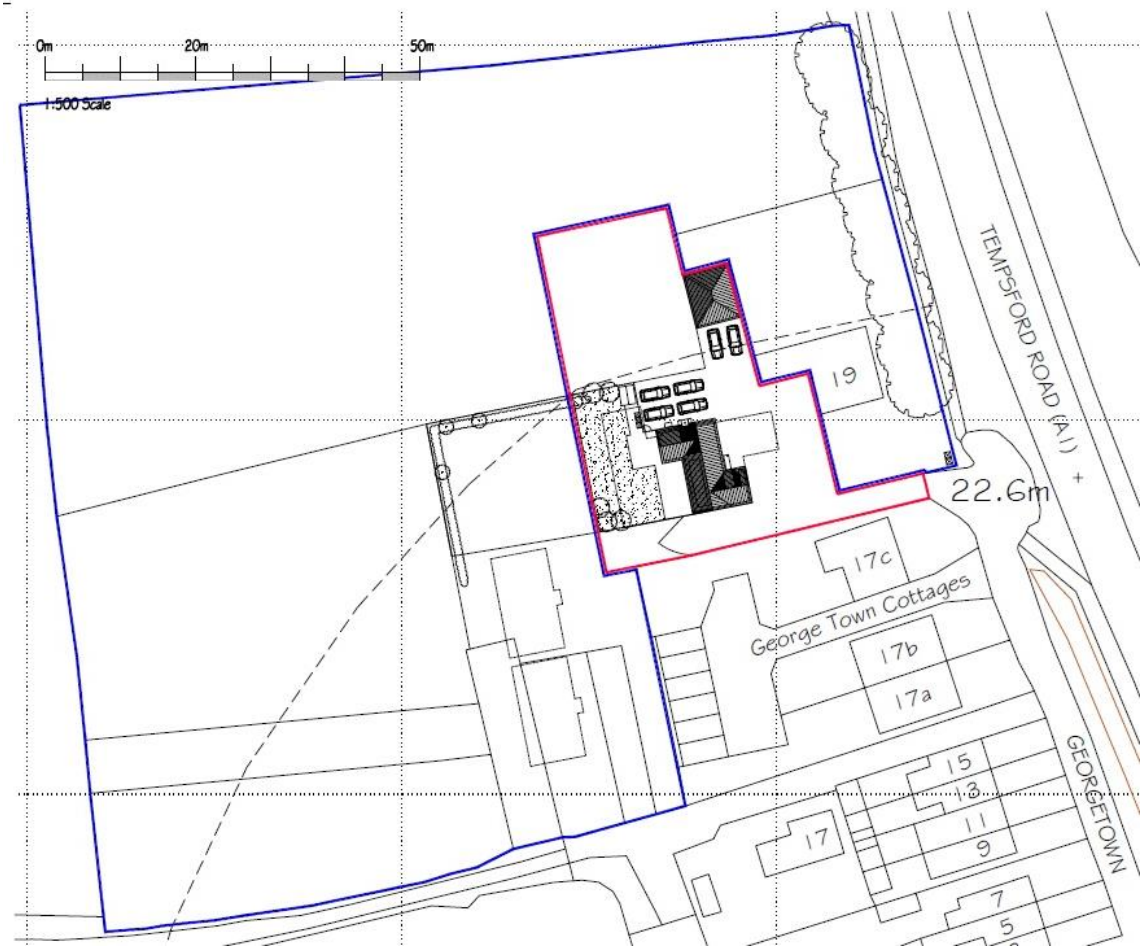 0m 20m 50m
1:500 Scale
TEMPSFORD ROAD (A1)
19
22.6m
17c
George Town Cottages
17b
17a
GEORGETOWN
15
13
11
17
9
7
5